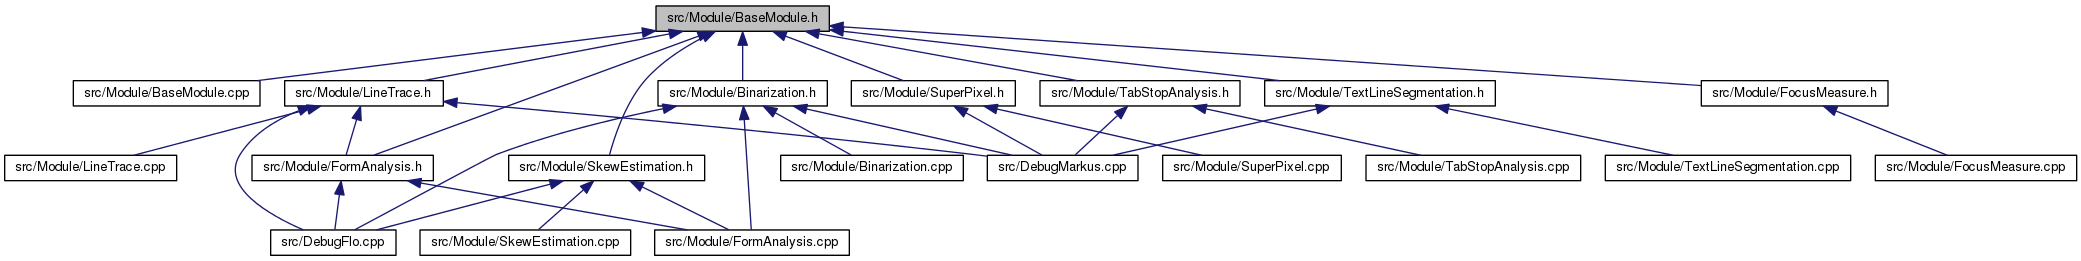 src/Module/BaseModule.h
src/Module/BaseModule.cpp
src/Module/LineTrace.h
src/Module/Binarization.h
src/Module/SuperPixel.h
src/Module/TabStopAnalysis.h
src/Module/TextLineSegmentation.h
src/Module/FocusMeasure.h
src/Module/LineTrace.cpp
src/Module/FormAnalysis.h
src/Module/SkewEstimation.h
src/Module/Binarization.cpp
src/DebugMarkus.cpp
src/Module/SuperPixel.cpp
src/Module/TabStopAnalysis.cpp
src/Module/TextLineSegmentation.cpp
src/Module/FocusMeasure.cpp
src/DebugFlo.cpp
src/Module/SkewEstimation.cpp
src/Module/FormAnalysis.cpp